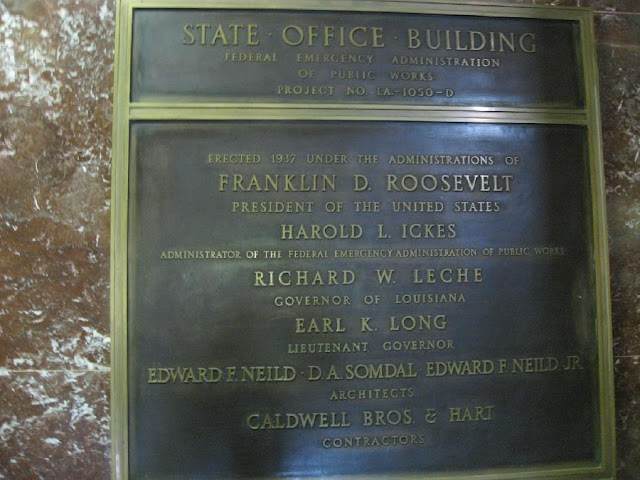 STATE · OFFICE · BUILDING
FEDERAL EMERGENCY ADMINISTRATION
OF PUBLIC WORKS
PROJECT NO. LA.-1050-D
ERECTED 1937 UNDER THE ADMINISTRATIONS OF
FRANKLIN D. ROOSEVELT
PRESIDENT OF THE UNITED STATES
HAROLD L. ICKES
ADMINISTRATOR OF THE FEDERAL EMERGENCY ADMINISTRATION OF PUBLIC WORKS
RICHARD W. LECHE
GOVERNOR OF LOUISIANA
EARL K. LONG
LIEUTENANT GOVERNOR
EDWARD F. NEILD · D. A. SOMDAL · EDWARD F. NEILD, JR.
ARCHITECTS
CALDWELL BROS. & HART
CONTRACTORS